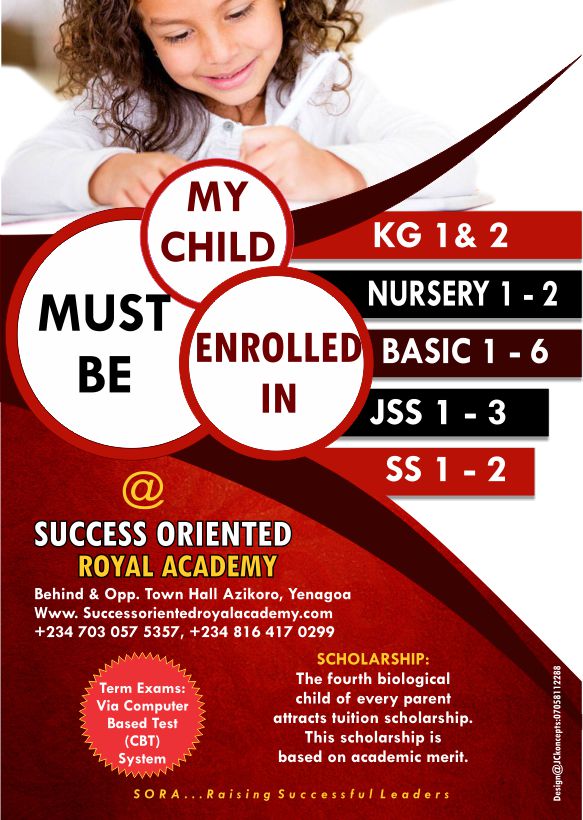 MY
CHILD
MUST
BE
ENROLLED
IN
KG 1& 2
NURSERY 1 - 2
BASIC 1 - 6
JSS 1 - 3
SS 1 - 2
@
SUCCESS ORIENTED
ROYAL ACADEMY
Behind & Opp. Town Hall Azikoro, Yenagoa
Www. Successorientedroyalacademy.com
+234 703 057 5357, +234 816 417 0299
Term Exams:
Via Computer
Based Test
(CBT)
System
SCHOLARSHIP:
The fourth biological
child of every parent
attracts tuition scholarship.
This scholarship is
based on academic merit.
SORA...Raising Successful Leaders
Design@JCkoncepts:07058112288